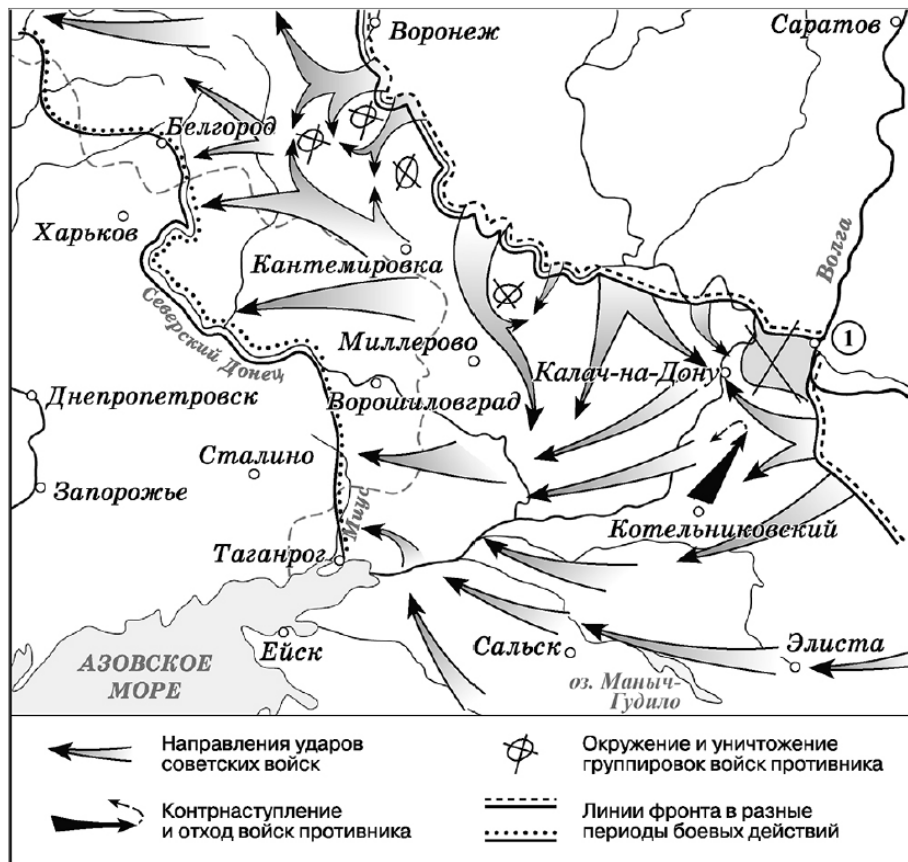 Воронеж
Саратов
Белгород
Харьков
Волга
Кантемировка
Северский Донец
Миллерово
1
Калач-на-Дону
Днепропетровск
Ворошиловград
Сталино
Запорожье
Миус
Котельниковский
Таганрог
Ейск
Сальск
Элиста
АЗОВСКОЕ
МОРЕ
оз. Маныч-
Гудило
Направления ударов
советских войск
Окружение и уничтожение
группировок войск противника
Контрнаступление
и отход войск противника
Линии фронта в разные
периоды боевых действий